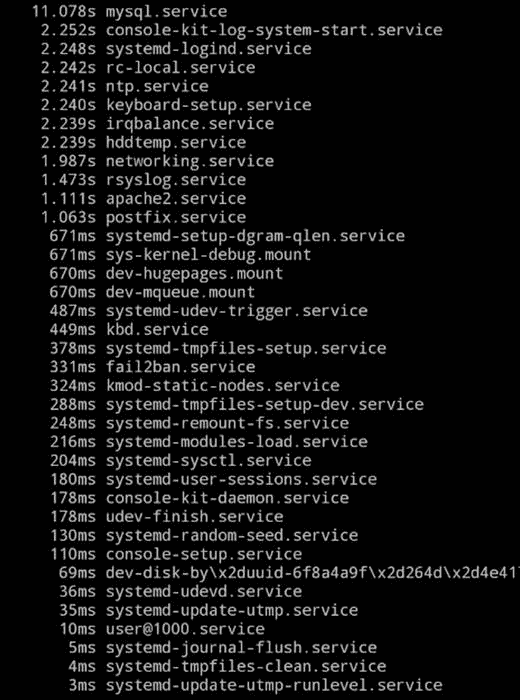 11.078s mysql.service
2.252s console-kit-log-system-start.service
2.248s systemd-logind.service
2.242s rc-local.service
2.241s ntp.service
2.240s keyboard-setup.service
2.239s irqbalance.service
2.239s hddtemp.service
1.987s networking.service
1.473s rsyslog.service
1.111s apache2.service
1.063s postfix.service
671ms systemd-setup-dgram-qlen.service
671ms sys-kernel-debug.mount
670ms dev-hugepages.mount
670ms dev-mqueue.mount
487ms systemd-udev-trigger.service
449ms kbd.service
378ms systemd-tmpfiles-setup.service
331ms fail2ban.service
324ms kmod-static-nodes.service
288ms systemd-tmpfiles-setup-dev.service
248ms systemd-remount-fs.service
216ms systemd-modules-load.service
204ms systemd-sysctl.service
180ms systemd-user-sessions.service
178ms console-kit-daemon.service
178ms udev-finish.service
130ms systemd-random-seed.service
110ms console-setup.service
69ms dev-disk-by\x2duuid-6f8a4a9f\x2d264d\x2d4e41
36ms systemd-udevd.service
35ms systemd-update-utmp.service
10ms user@1000.service
5ms systemd-journal-flush.service
4ms systemd-tmpfiles-clean.service
3ms systemd-update-utmp-runlevel.service